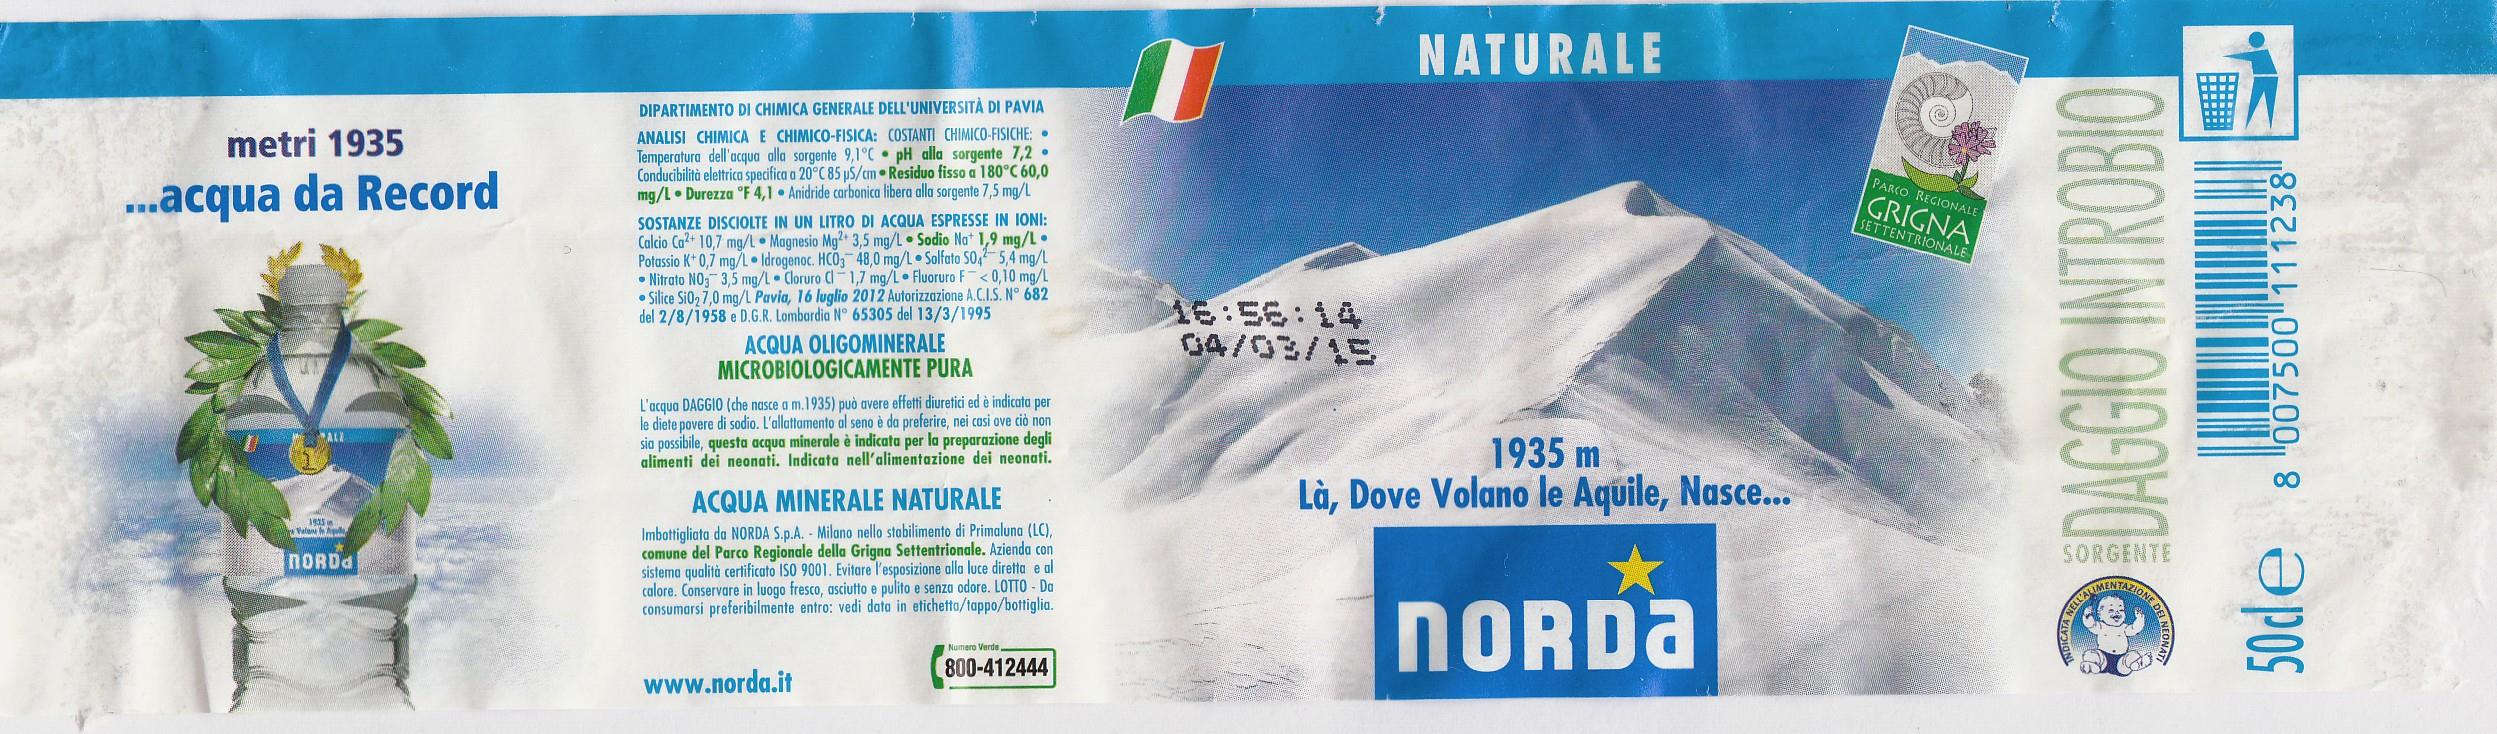 metri 1935
...acqua da Record
NORDA
DIPARTIMENTO DI CHIMICA GENERALE DELL'UNIVERSITÀ DI PAVIA
ANALISI CHIMICA E CHIMICO-FISICA: COSTANTI CHIMICO-FISICHE: •
Temperatura dell'acqua alla sorgente 9,1°C • pH alla sorgente 7,2 •
Conducibilità elettrica specifica a 20°C 85 µS/cm • Residuo fisso a 180°C 60,0
mg/L • Durezza °F 4,1 • Anidride carbonica libera alla sorgente 7,5 mg/L
SOSTANZE DISCIOLTE IN UN LITRO DI ACQUA ESPRESSE IN IONI:
Calcio Ca²⁺ 10,7 mg/L • Magnesio Mg²⁺ 3,5 mg/L • Sodio Na⁺ 1,9 mg/L •
Potassio K⁺ 0,7 mg/L • Idrogenoc. HCO₃⁻ 48,0 mg/L • Solfato SO₄²⁻ 5,4 mg/L
• Nitrato NO₃⁻ 3,5 mg/L • Cloruro Cl⁻ 1,7 mg/L • Fluoruro F⁻ < 0,10 mg/L
• Silice SiO₂ 7,0 mg/L Pavia, 16 luglio 2012 Autorizzazione A.C.I.S. N° 682
del 2/8/1958 e D.G.R. Lombardia N° 65305 del 13/3/1995
ACQUA OLIGOMINERALE
MICROBIOLOGICAMENTE PURA
L'acqua DAGGIO (che nasce a m.1935) può avere effetti diuretici ed è indicata per
le diete povere di sodio. L'allattamento al seno è da preferire, nei casi ove ciò non
sia possibile, questa acqua minerale è indicata per la preparazione degli
alimenti dei neonati. Indicata nell'alimentazione dei neonati.
ACQUA MINERALE NATURALE
Imbottigliata da NORDA S.p.A. - Milano nello stabilimento di Primaluna (LC),
comune del Parco Regionale della Grigna Settentrionale. Azienda con
sistema qualità certificato ISO 9001. Evitare l'esposizione alla luce diretta e al
calore. Conservare in luogo fresco, asciutto e pulito e senza odore. LOTTO - Da
consumarsi preferibilmente entro: vedi data in etichetta/tappo/bottiglia.
www.norda.it
Numero Verde
800-412444
NATURALE
16:56:14
04/03/15
1935 m
Là, Dove Volano le Aquile, Nasce...
NORDA
PARCO REGIONALE
GRIGNA
SETTENTRIONALE
SORGENTE DAGGIO INTROBIO
INDICATA NELL'ALIMENTAZIONE DEI NEONATI
8 007500 111238
50cl e